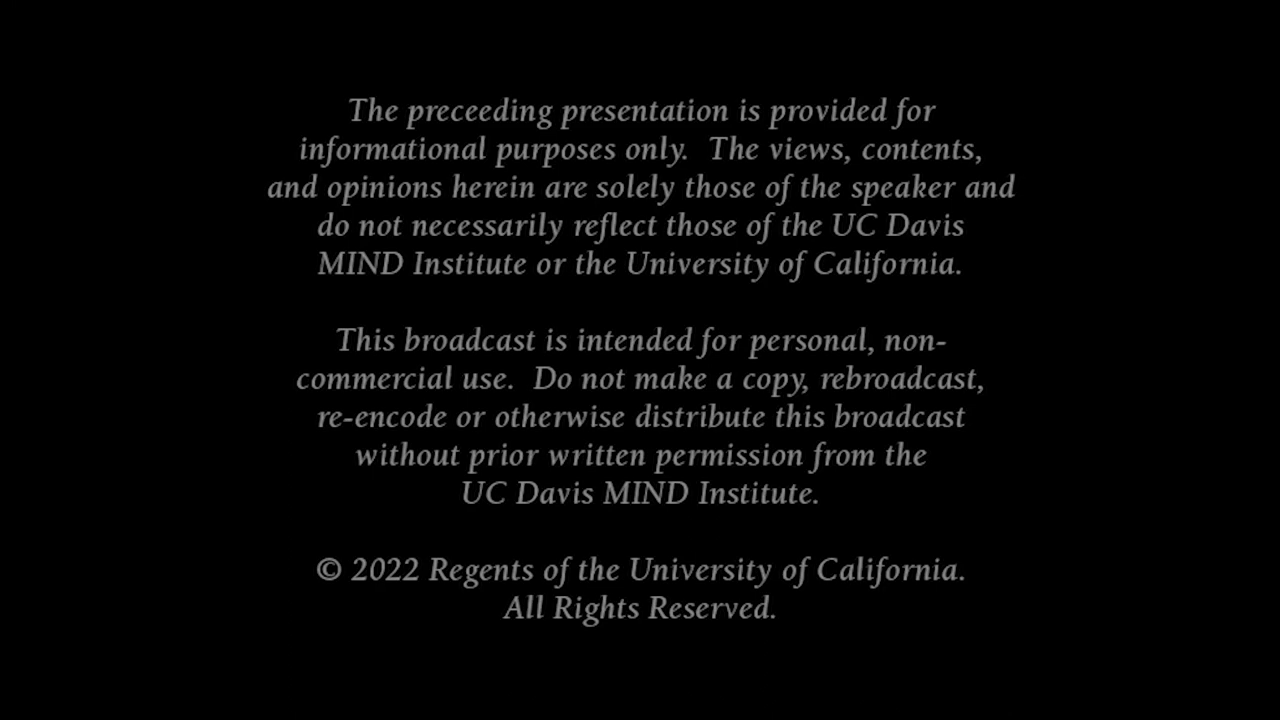 The preceeding presentation is provided for
informational purposes only.  The views, contents,
and opinions herein are solely those of the speaker and
do not necessarily reflect those of the UC Davis
MIND Institute or the University of California.
This broadcast is intended for personal, non-
commercial use.  Do not make a copy, rebroadcast,
re-encode or otherwise distribute this broadcast
without prior written permission from the
UC Davis MIND Institute.
© 2022 Regents of the University of California.
All Rights Reserved.